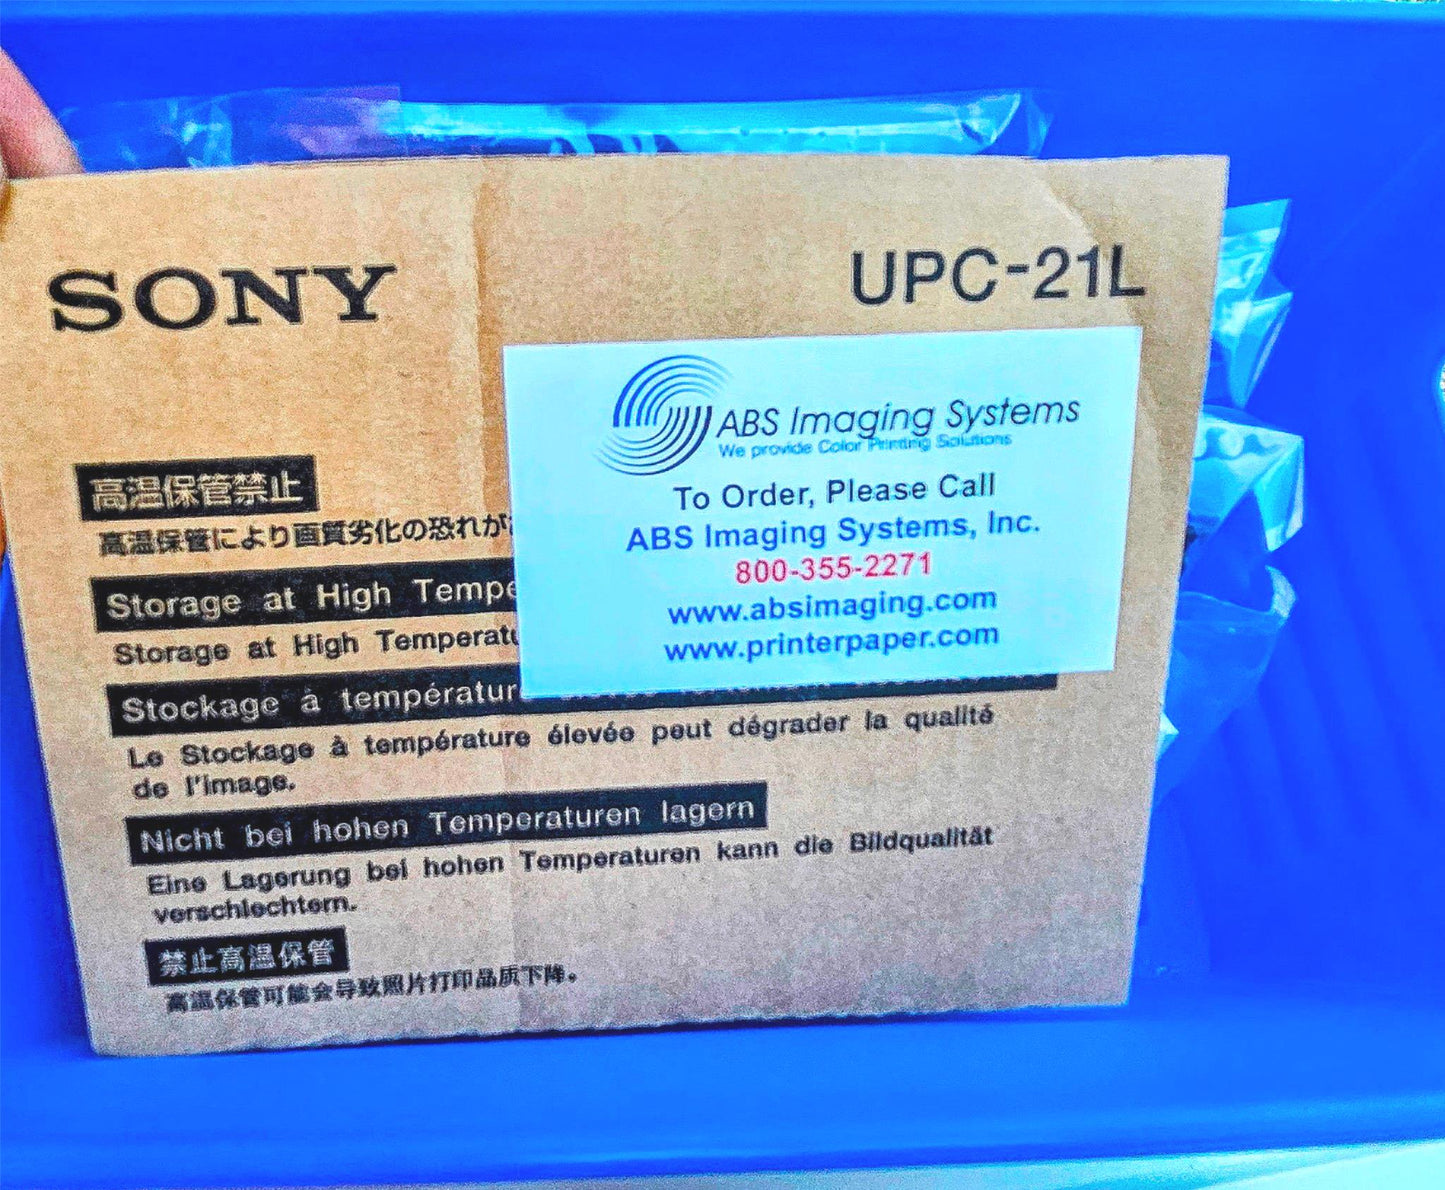 SONY
UPC-21L
ABS Imaging Systems
We provide Color Printing Solutions
To Order, Please Call
ABS Imaging Systems, Inc.
800-355-2271
www.absimaging.com
www.printerpaper.com
高温保管禁止
高温保管により画質劣化の恐れが
Storage at High Tempe
Storage at High Temperatu
Stockage à températur
Le Stockage à température élevée peut dégrader la qualité
de l'image.
Nicht bei hohen Temperaturen lagern
Eine Lagerung bei hohen Temperaturen kann die Bildqualität
verschlechtern.
禁止高温保管
高温保管可能会导致照片打印品质下降。